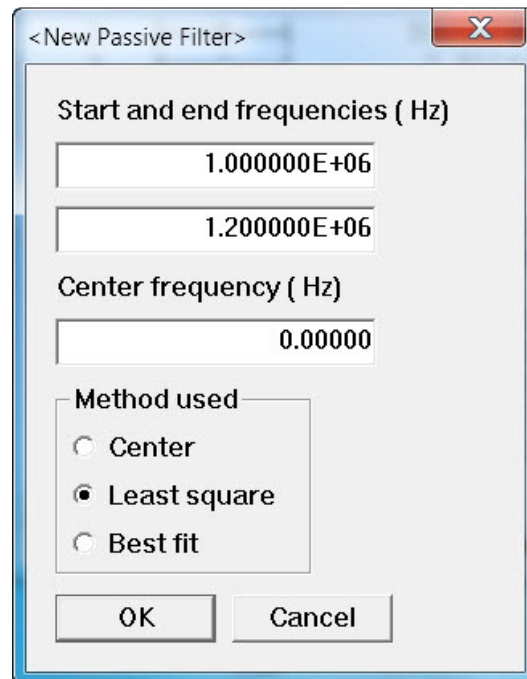 <New Passive Filter>
Start and end frequencies ( Hz)
1.000000E+06
1.200000E+06
Center frequency ( Hz)
0.00000
Method used
Center
Least square
Best fit
OK Cancel